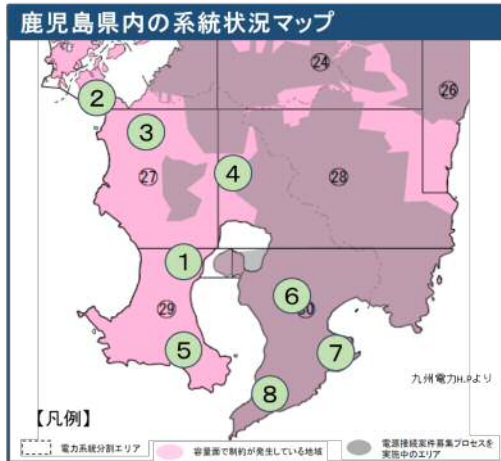 鹿児島県内の系統状況マップ
24
26
2
3
27
4
28
1
29
6
30
5
7
8
九州電力H.Pより
【凡例】
電力系統分割エリア
容量面で制約が発生している地域
電源接続案件募集プロセスを
実施中のエリア